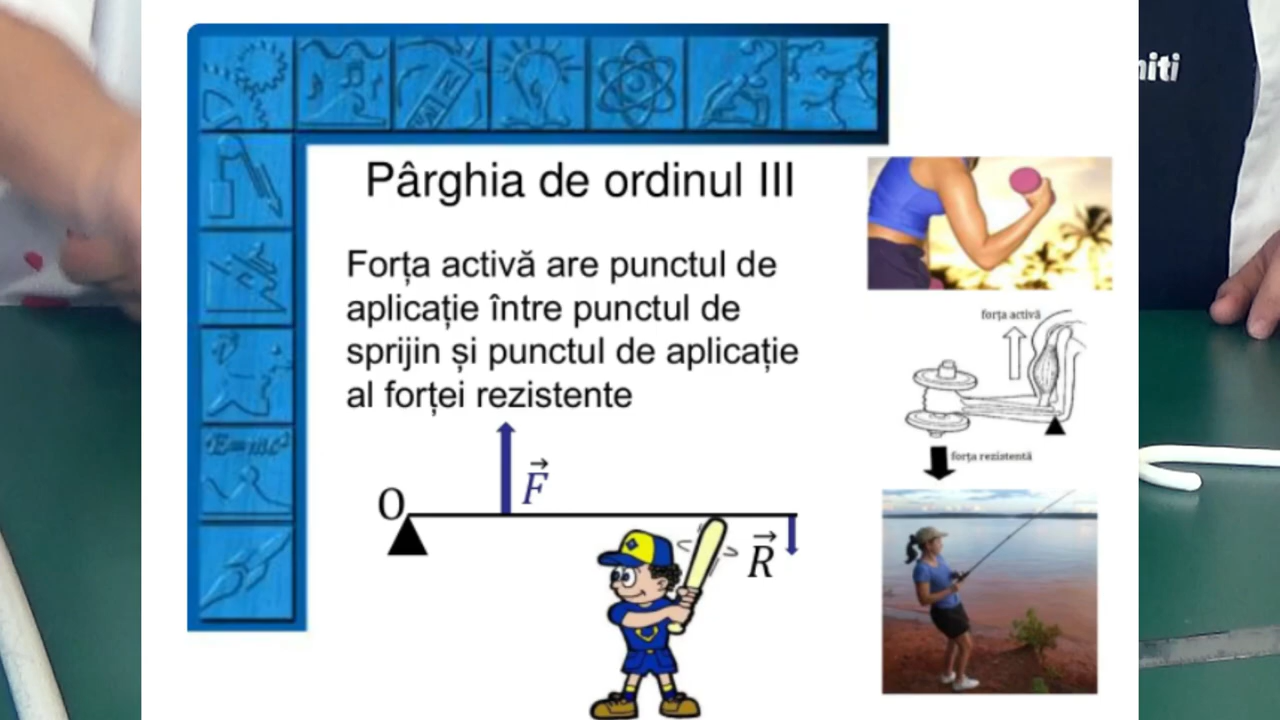 Pârghia de ordinul III
Forța activă are punctul de
aplicație între punctul de
sprijin și punctul de aplicație
al forței rezistente
O
F
R
forța activă
forța rezistentă
E=mc²